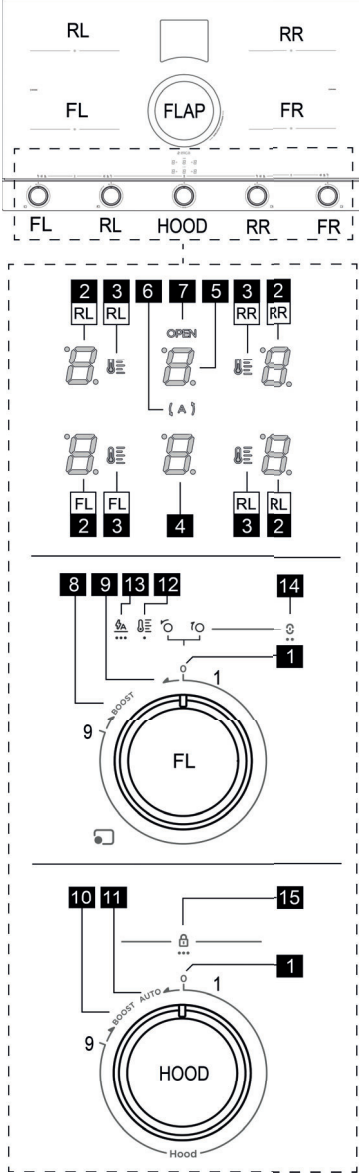 RL RR
FL FLAP FR
FL RL HOOD RR FR
2 3 6 7 5 3 2
RL RL OPEN RR RR
( A )
FL FL RL RL
2 3 4 3 2
8 9 13 12 14
A
0 1
1
BOOST
9
FL
10 11 15
0 1
1
BOOST AUTO
9
HOOD
Hood